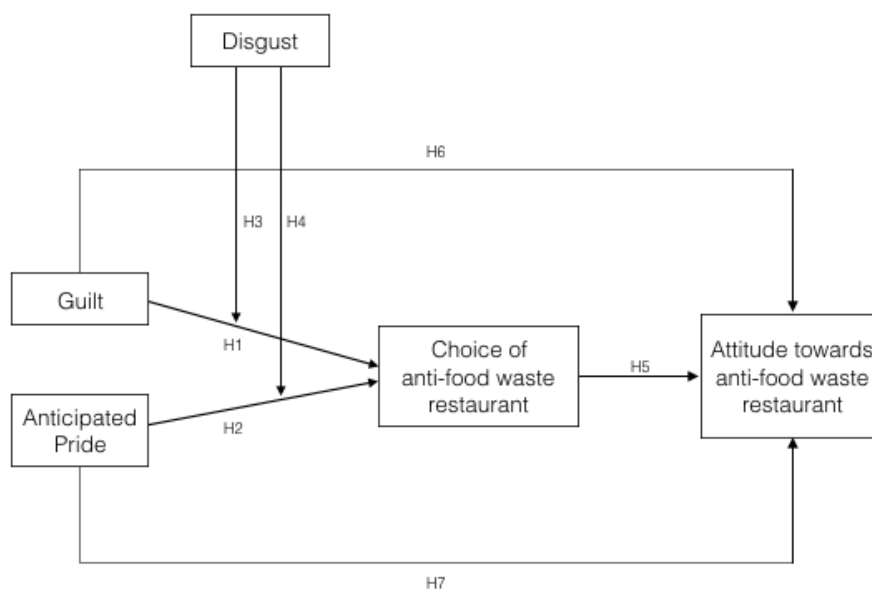 Disgust
H6
H3
H4
Guilt
H1
Choice of
anti-food waste
restaurant
H5
Attitude towards
anti-food waste
restaurant
Anticipated
Pride
H2
H7